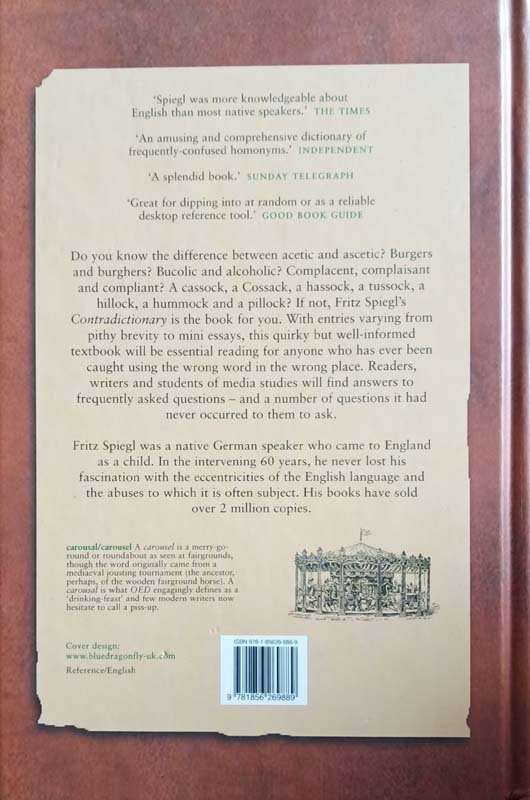 'Spiegl was more knowledgeable about
English than most native speakers.' THE TIMES
'An amusing and comprehensive dictionary of
frequently-confused homonyms.' INDEPENDENT
'A splendid book.' SUNDAY TELEGRAPH
'Great for dipping into at random or as a reliable
desktop reference tool.' GOOD BOOK GUIDE
Do you know the difference between acetic and ascetic? Burgers
and burghers? Bucolic and alcoholic? Complacent, complaisant
and compliant? A cassock, a Cossack, a hassock, a tussock, a
hillock, a hummock and a pillock? If not, Fritz Spiegl's
Contradictionary is the book for you. With entries varying from
pithy brevity to mini essays, this quirky but well-informed
textbook will be essential reading for anyone who has ever been
caught using the wrong word in the wrong place. Readers,
writers and students of media studies will find answers to
frequently asked questions – and a number of questions it had
never occurred to them to ask.
Fritz Spiegl was a native German speaker who came to England
as a child. In the intervening 60 years, he never lost his
fascination with the eccentricities of the English language and
the abuses to which it is often subject. His books have sold
over 2 million copies.
carousal/carousel A carousel is a merry-go-
round or roundabout as seen at fairgrounds,
though the word originally came from a
mediaeval jousting tournament (the ancestor,
perhaps, of the wooden fairground horse). A
carousal is what OED engagingly defines as a
'drinking-feast' and few modern writers now
hesitate to call a piss-up.
Cover design:
www.bluedragonfly-uk.com
Reference/English
ISBN 978-1-85626-988-9
9 781856 269889